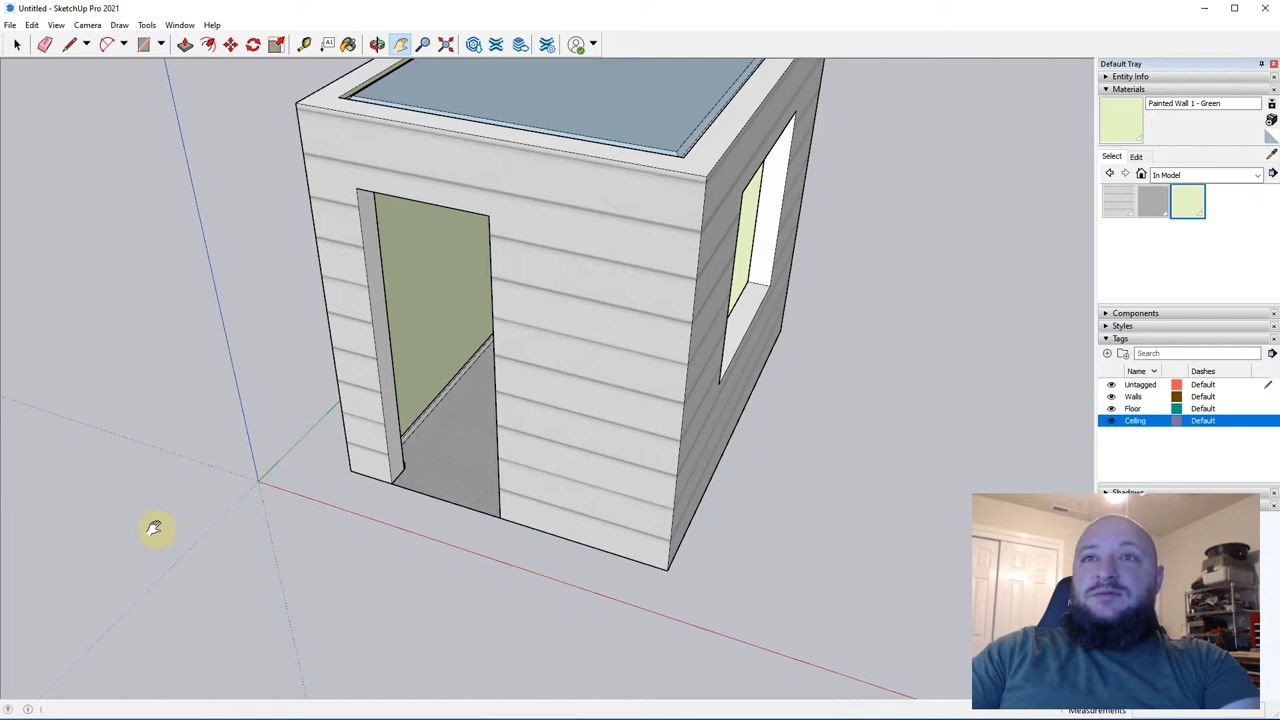 Untitled - SketchUp Pro 2021
File Edit View Camera Draw Tools Window Help
Default Tray
Entity Info
Materials
Painted Wall 1 - Green
Select Edit
In Model
Components
Styles
Tags
Search
Name Dashes
Untagged Default
Walls Default
Floor Default
Ceiling Default
Shadows
Measurements